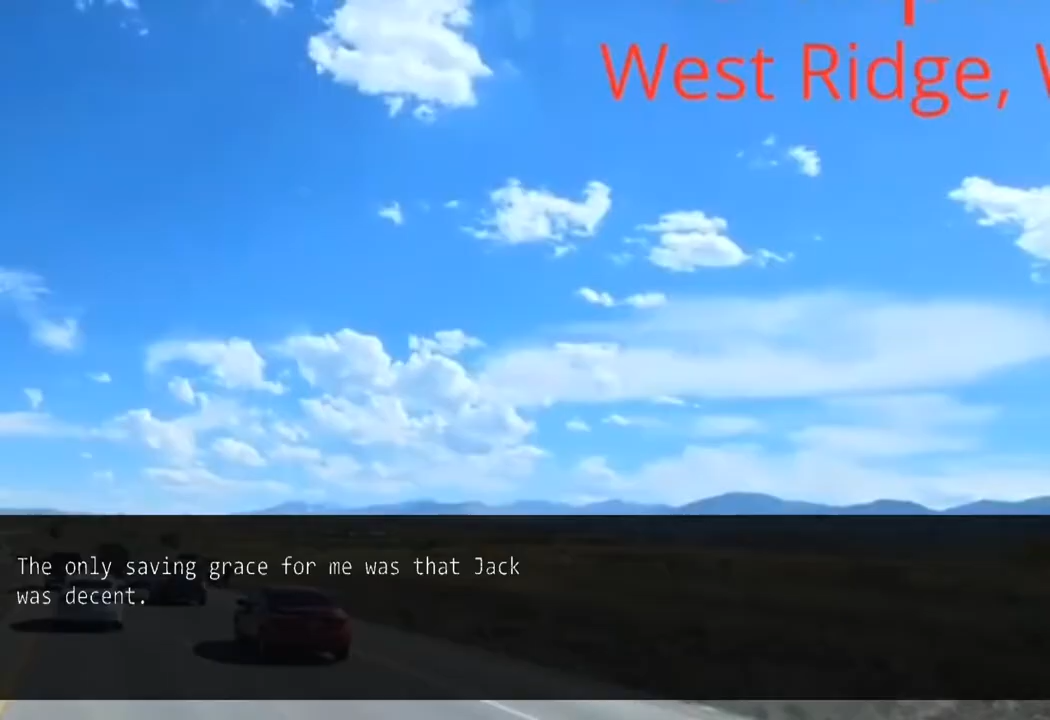 West Ridge,
The only saving grace for me was that Jack
was decent.